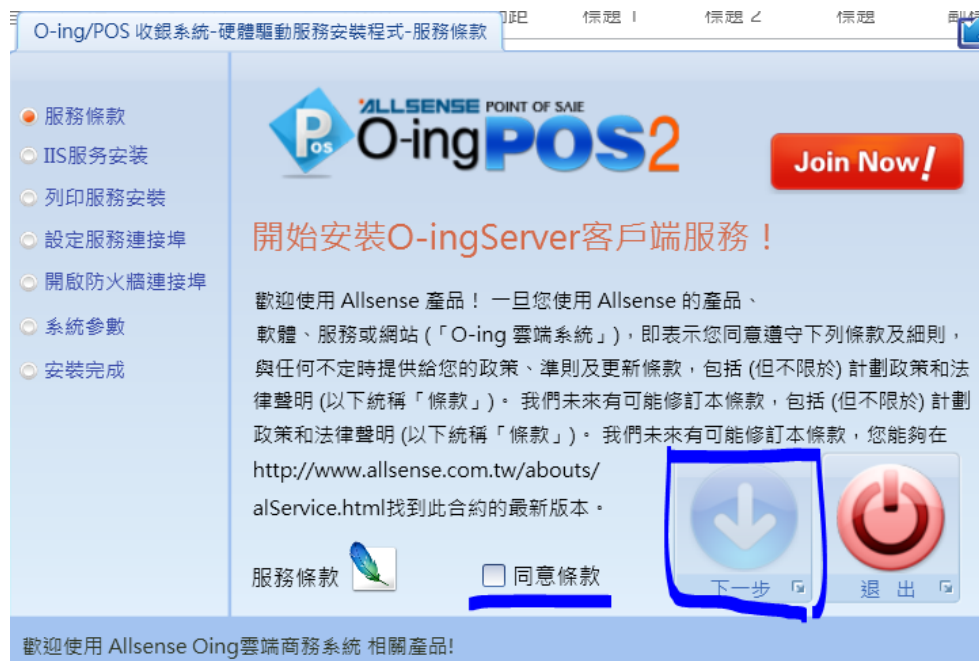 標題 1
標題 2
標題
O-ing/POS 收銀系統-硬體驅動服務安裝程式-服務條款
服務條款
IIS服务安装
列印服務安裝
設定服務連接埠
開啟防火牆連接埠
系統參數
安裝完成
Pos
ALLSENSE POINT OF SAlE
O-ing POS2
Join Now!
開始安裝O-ingServer客戶端服務！
歡迎使用 Allsense 產品！ 一旦您使用 Allsense 的產品、
軟體、服務或網站 (「O-ing 雲端系統」)，即表示您同意遵守下列條款及細則，
與任何不定時提供給您的政策、準則及更新條款，包括 (但不限於) 計劃政策和法
律聲明 (以下統稱「條款」)。 我們未來有可能修訂本條款，包括 (但不限於) 計劃
政策和法律聲明 (以下統稱「條款」)。 我們未來有可能修訂本條款，您能夠在
http://www.allsense.com.tw/abouts/
alService.html找到此合約的最新版本。
服務條款
同意條款
下一步
退 出
歡迎使用 Allsense Oing雲端商務系統 相關產品!